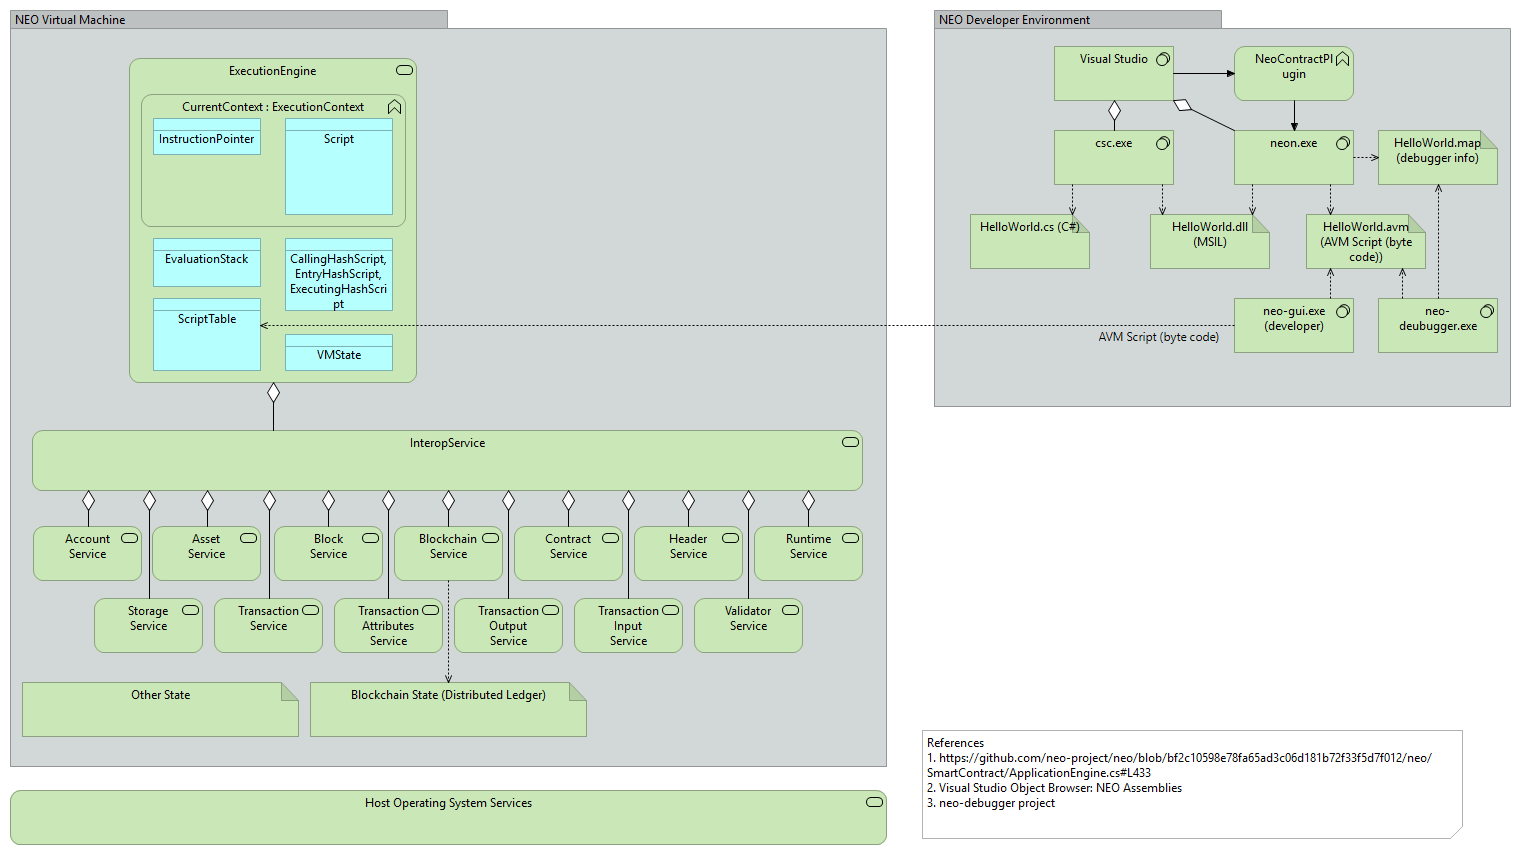 NEO Virtual Machine
ExecutionEngine
CurrentContext : ExecutionContext
InstructionPointer
Script
EvaluationStack
CallingHashScript,
EntryHashScript,
ExecutingHashScri
pt
ScriptTable
VMState
InteropService
Account
Service
Asset
Service
Block
Service
Blockchain
Service
Contract
Service
Header
Service
Runtime
Service
Storage
Service
Transaction
Service
Transaction
Attributes
Service
Transaction
Output
Service
Transaction
Input
Service
Validator
Service
Other State
Blockchain State (Distributed Ledger)
Host Operating System Services
NEO Developer Environment
Visual Studio
NeoContractPl
ugin
csc.exe
neon.exe
HelloWorld.map
(debugger info)
HelloWorld.cs (C#)
HelloWorld.dll
(MSIL)
HelloWorld.avm
(AVM Script (byte
code))
neo-gui.exe
(developer)
neo-
deubugger.exe
AVM Script (byte code)
References
1. https://github.com/neo-project/neo/blob/bf2c10598e78fa65ad3c06d181b72f33f5d7f012/neo/
SmartContract/ApplicationEngine.cs#L433
2. Visual Studio Object Browser: NEO Assemblies
3. neo-debugger project